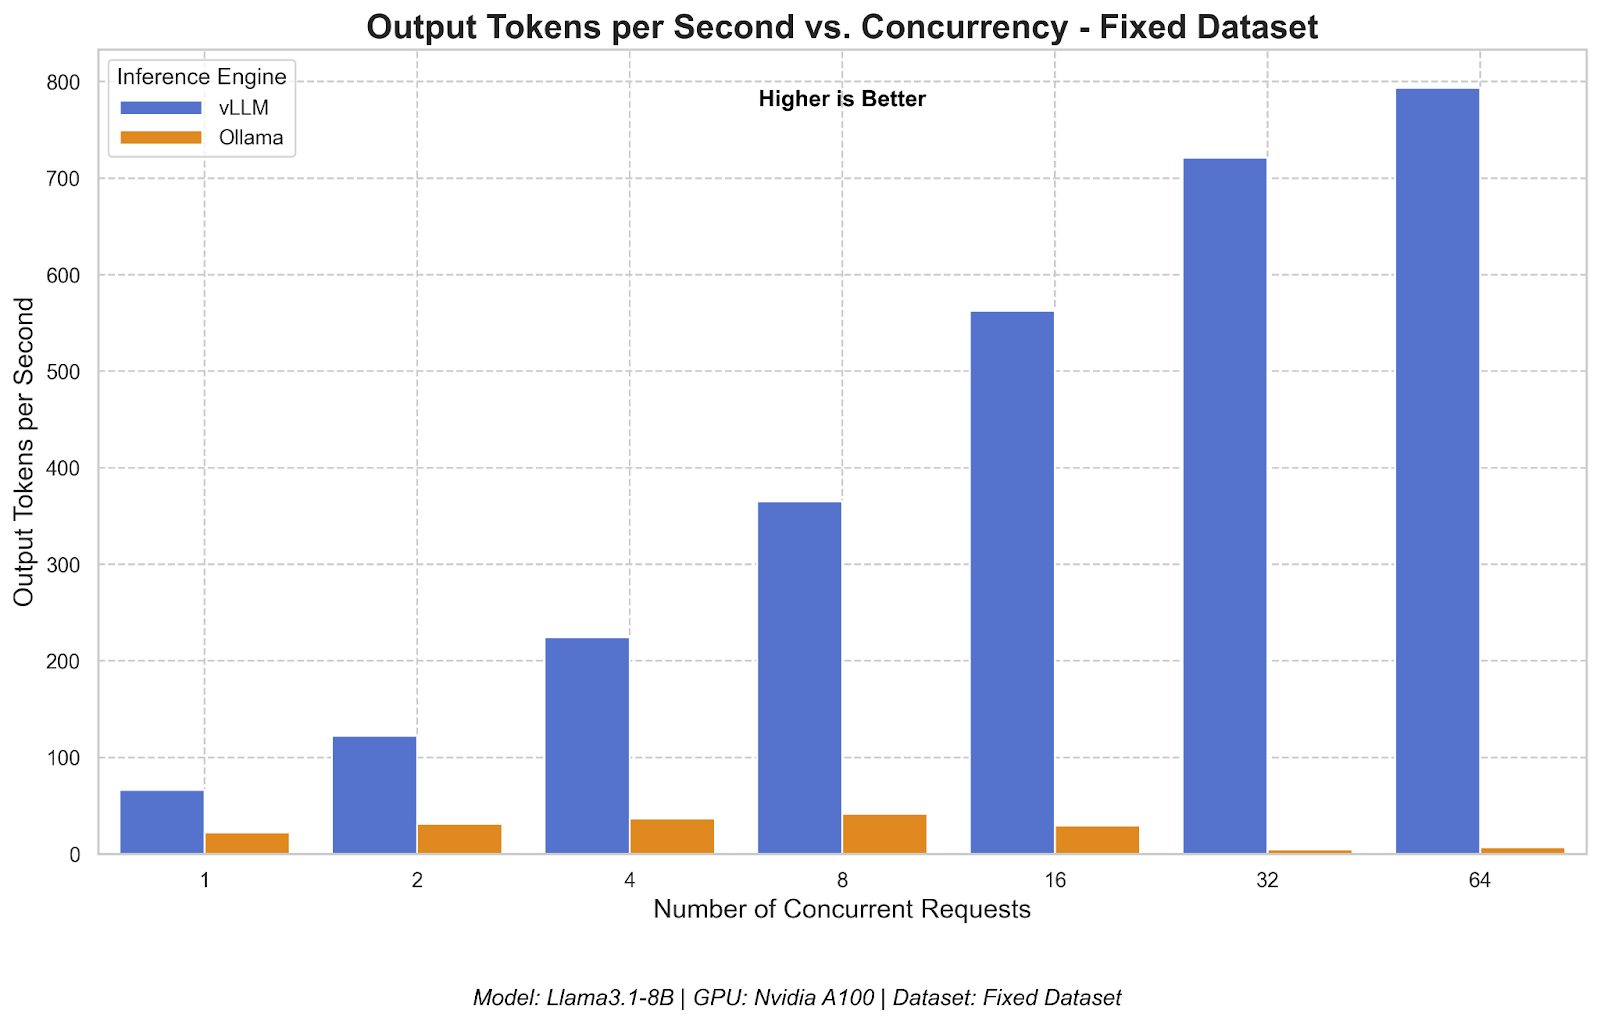 Output Tokens per Second vs. Concurrency - Fixed Dataset
Inference Engine
vLLM
Ollama
Higher is Better
Output Tokens per Second
800
700
600
500
400
300
200
100
0
1 2 4 8 16 32 64
Number of Concurrent Requests
Model: Llama3.1-8B | GPU: Nvidia A100 | Dataset: Fixed Dataset